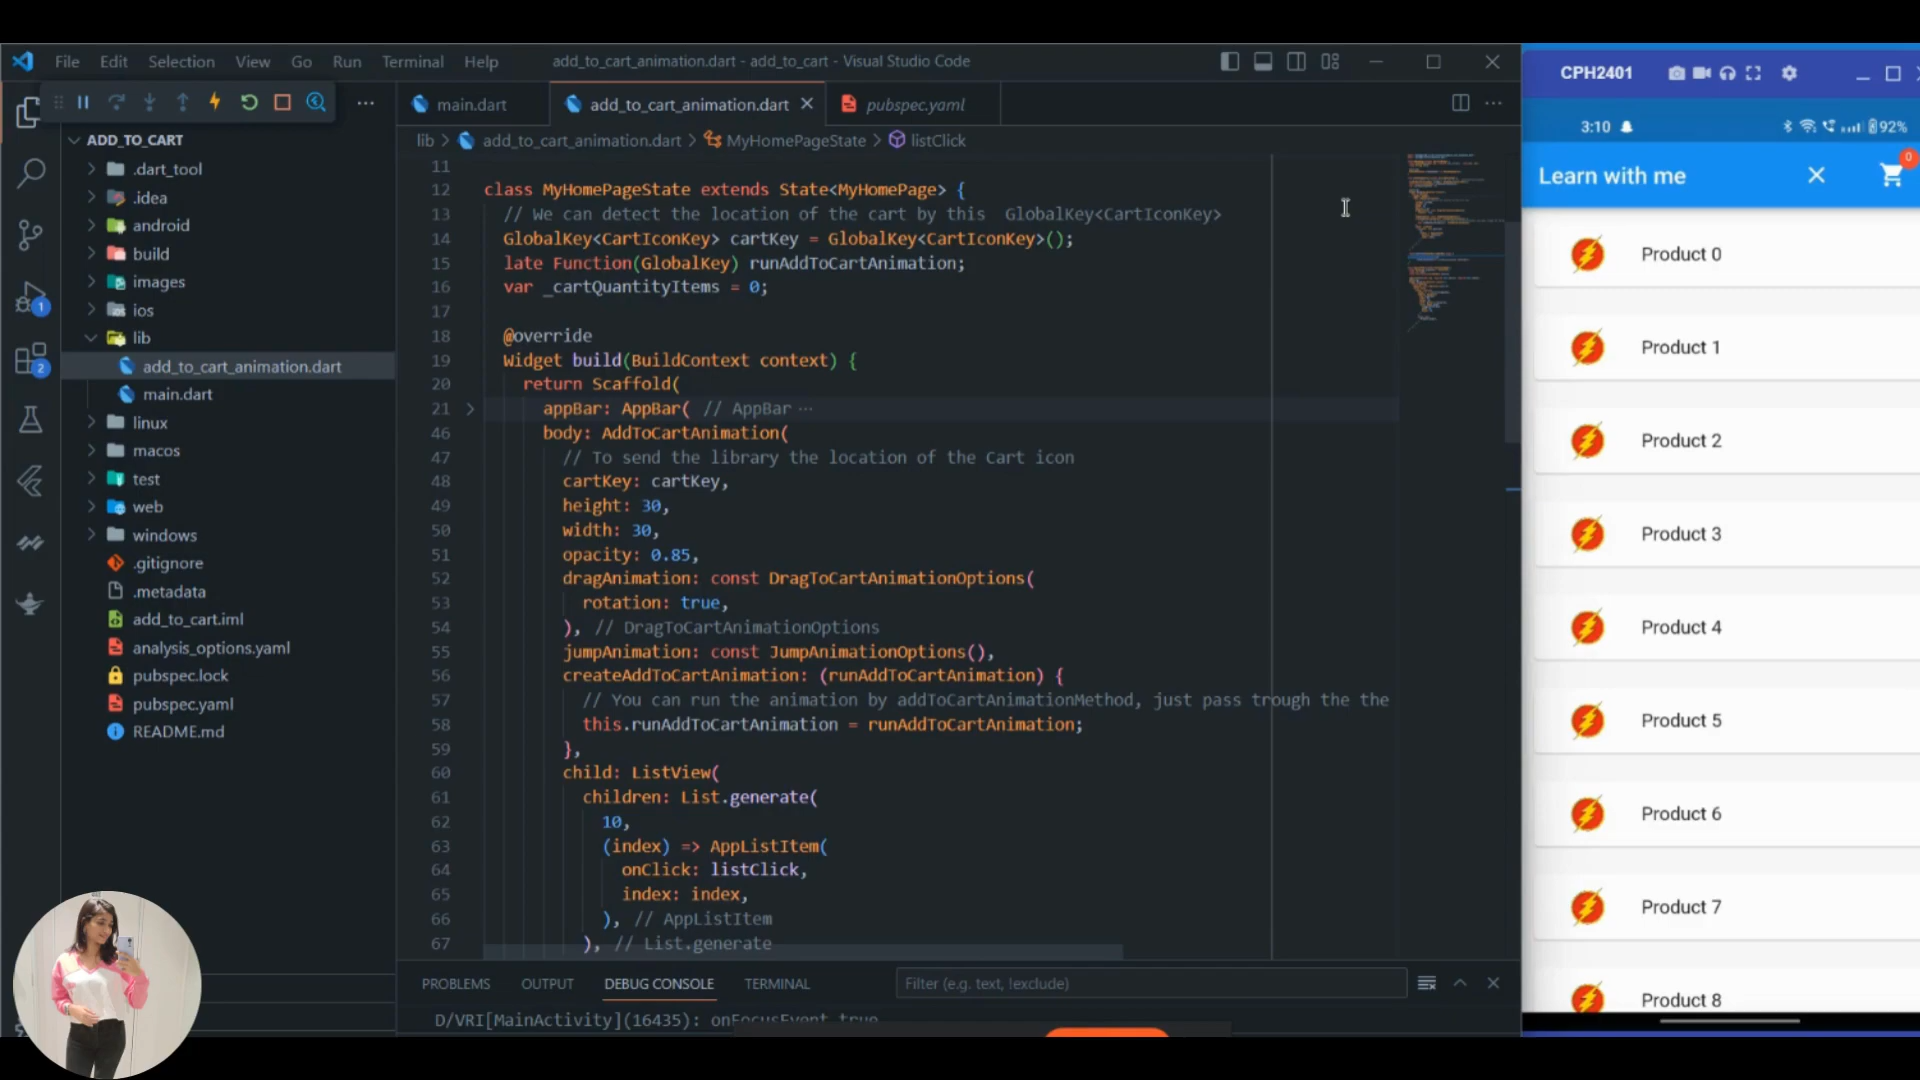 File Edit Selection View Go Run Terminal Help
add_to_cart_animation.dart - add_to_cart - Visual Studio Code
main.dart
add_to_cart_animation.dart
pubspec.yaml
lib > add_to_cart_animation.dart > MyHomePageState > listClick
1
2
ADD_TO_CART
.dart_tool
.idea
android
build
images
ios
lib
add_to_cart_animation.dart
main.dart
linux
macos
test
web
windows
.gitignore
.metadata
add_to_cart.iml
analysis_options.yaml
pubspec.lock
pubspec.yaml
README.md
11
12 class MyHomePageState extends State<MyHomePage> {
13 // We can detect the location of the cart by this  GlobalKey<CartIconKey>
14 GlobalKey<CartIconKey> cartKey = GlobalKey<CartIconKey>();
15 late Function(GlobalKey) runAddToCartAnimation;
16 var _cartQuantityItems = 0;
17
18 @override
19 Widget build(BuildContext context) {
20 return Scaffold(
21 appBar: AppBar( // AppBar ···
46 body: AddToCartAnimation(
47 // To send the library the location of the Cart icon
48 cartKey: cartKey,
49 height: 30,
50 width: 30,
51 opacity: 0.85,
52 dragAnimation: const DragToCartAnimationOptions(
53 rotation: true,
54 ), // DragToCartAnimationOptions
55 jumpAnimation: const JumpAnimationOptions(),
56 createAddToCartAnimation: (runAddToCartAnimation) {
57 // You can run the animation by addToCartAnimationMethod, just pass trough the the
58 this.runAddToCartAnimation = runAddToCartAnimation;
59 },
60 child: ListView(
61 children: List.generate(
62 10,
63 (index) => AppListItem(
64 onClick: listClick,
65 index: index,
66 ), // AppListItem
67 ), // List.generate
PROBLEMS OUTPUT DEBUG CONSOLE TERMINAL
Filter (e.g. text, !exclude)
D/VRI[MainActivity](16435): onFocusEvent true
CPH2401
3:10
92%
Learn with me
0
Product 0
Product 1
Product 2
Product 3
Product 4
Product 5
Product 6
Product 7
Product 8